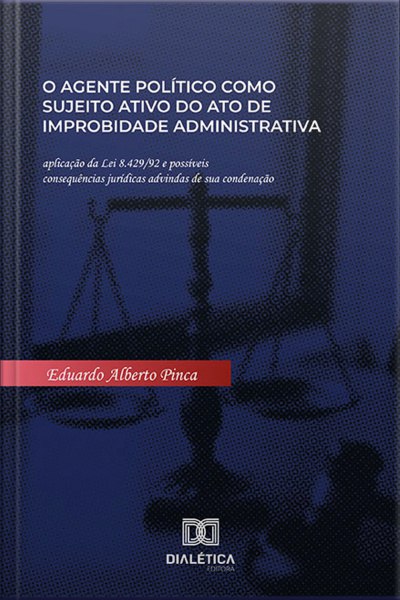 O AGENTE POLÍTICO COMO
SUJEITO ATIVO DO ATO DE
IMPROBIDADE ADMINISTRATIVA
aplicação da Lei 8.429/92 e possíveis
consequências jurídicas advindas de sua condenação
Eduardo Alberto Pinca
DIALÉTICA
EDITORA